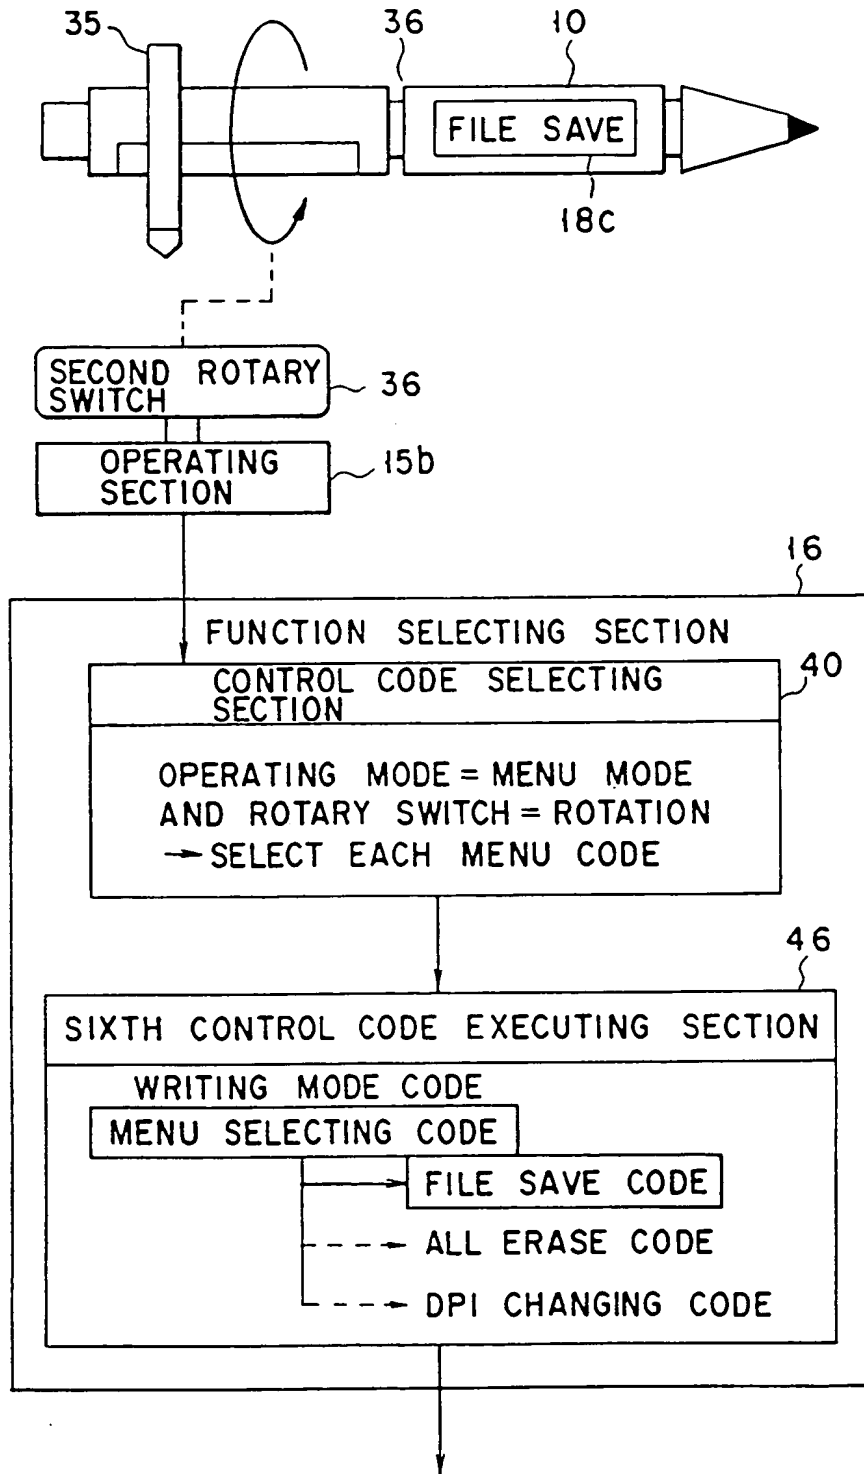 35
36
10
FILE SAVE
18c
SECOND ROTARY
SWITCH
36
OPERATING
SECTION
15b
16
FUNCTION SELECTING SECTION
CONTROL CODE SELECTING
SECTION
40
OPERATING MODE = MENU MODE
AND ROTARY SWITCH = ROTATION
→ SELECT EACH MENU CODE
46
SIXTH CONTROL CODE EXECUTING SECTION
WRITING MODE CODE
MENU SELECTING CODE
FILE SAVE CODE
ALL ERASE CODE
DPI CHANGING CODE